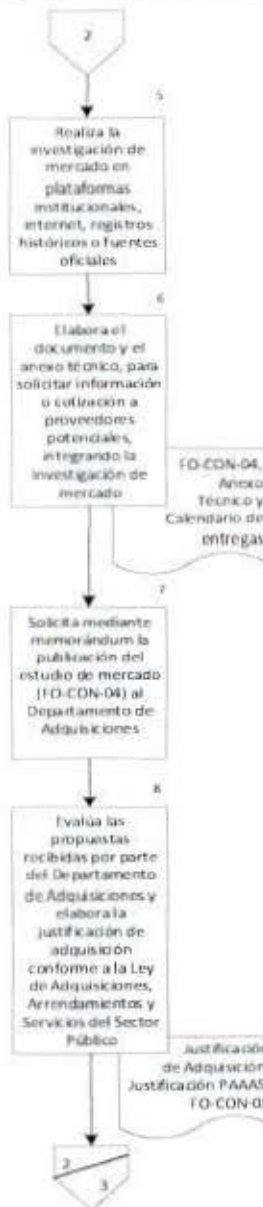 2
5
Realiza la
investigación de
mercado en
plataformas
institucionales,
internet, registros
históricos o fuentes
oficiales
6
Elabora el
documento y el
anexo técnico, para
solicitar información
o cotización a
proveedores
potenciales,
integrando la
investigación de
mercado
FO-CON-04,
Anexo
Técnico y
Calendario de
entregas
7
Solicita mediante
memorándum la
publicación del
estudio de mercado
(FO-CON-04) al
Departamento de
Adquisiciones
8
Evalúa las
propuestas
recibidas por parte
del Departamento
de Adquisiciones y
elabora la
justificación de
adquisición
conforme a la Ley
de Adquisiciones,
Arrendamientos y
Servicios del Sector
Público
Justificación
de Adquisición
Justificación PAAAS
2
3